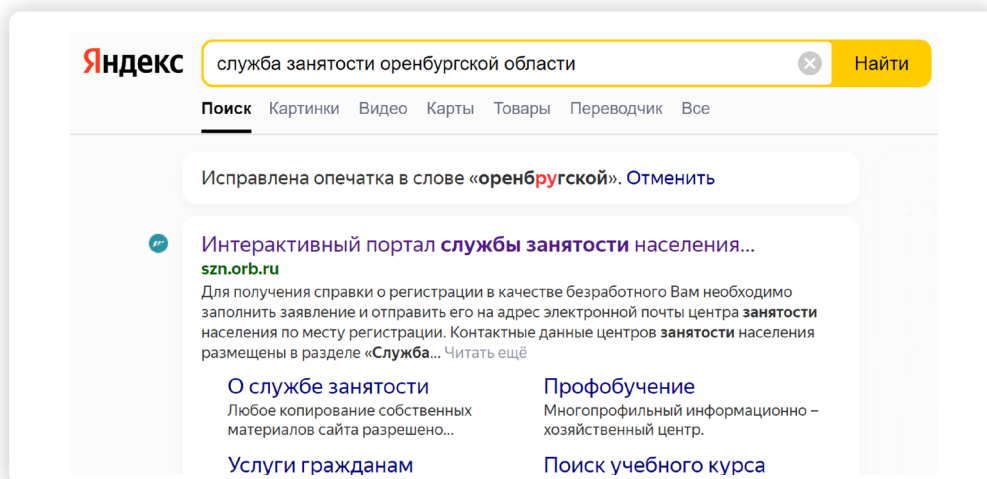 Яндекс
служба занятости оренбургской области
Найти
Поиск Картинки Видео Карты Товары Переводчик Все
Исправлена опечатка в слове «оренбругской». Отменить
Интерактивный портал службы занятости населения...
szn.orb.ru
Для получения справки о регистрации в качестве безработного Вам необходимо
заполнить заявление и отправить его на адрес электронной почты центра занятости
населения по месту регистрации. Контактные данные центров занятости населения
размещены в разделе «Служба... Читать ещё
О службе занятости
Любое копирование собственных
материалов сайта разрешено...
Профобучение
Многопрофильный информационно –
хозяйственный центр.
Услуги гражданам
Поиск учебного курса